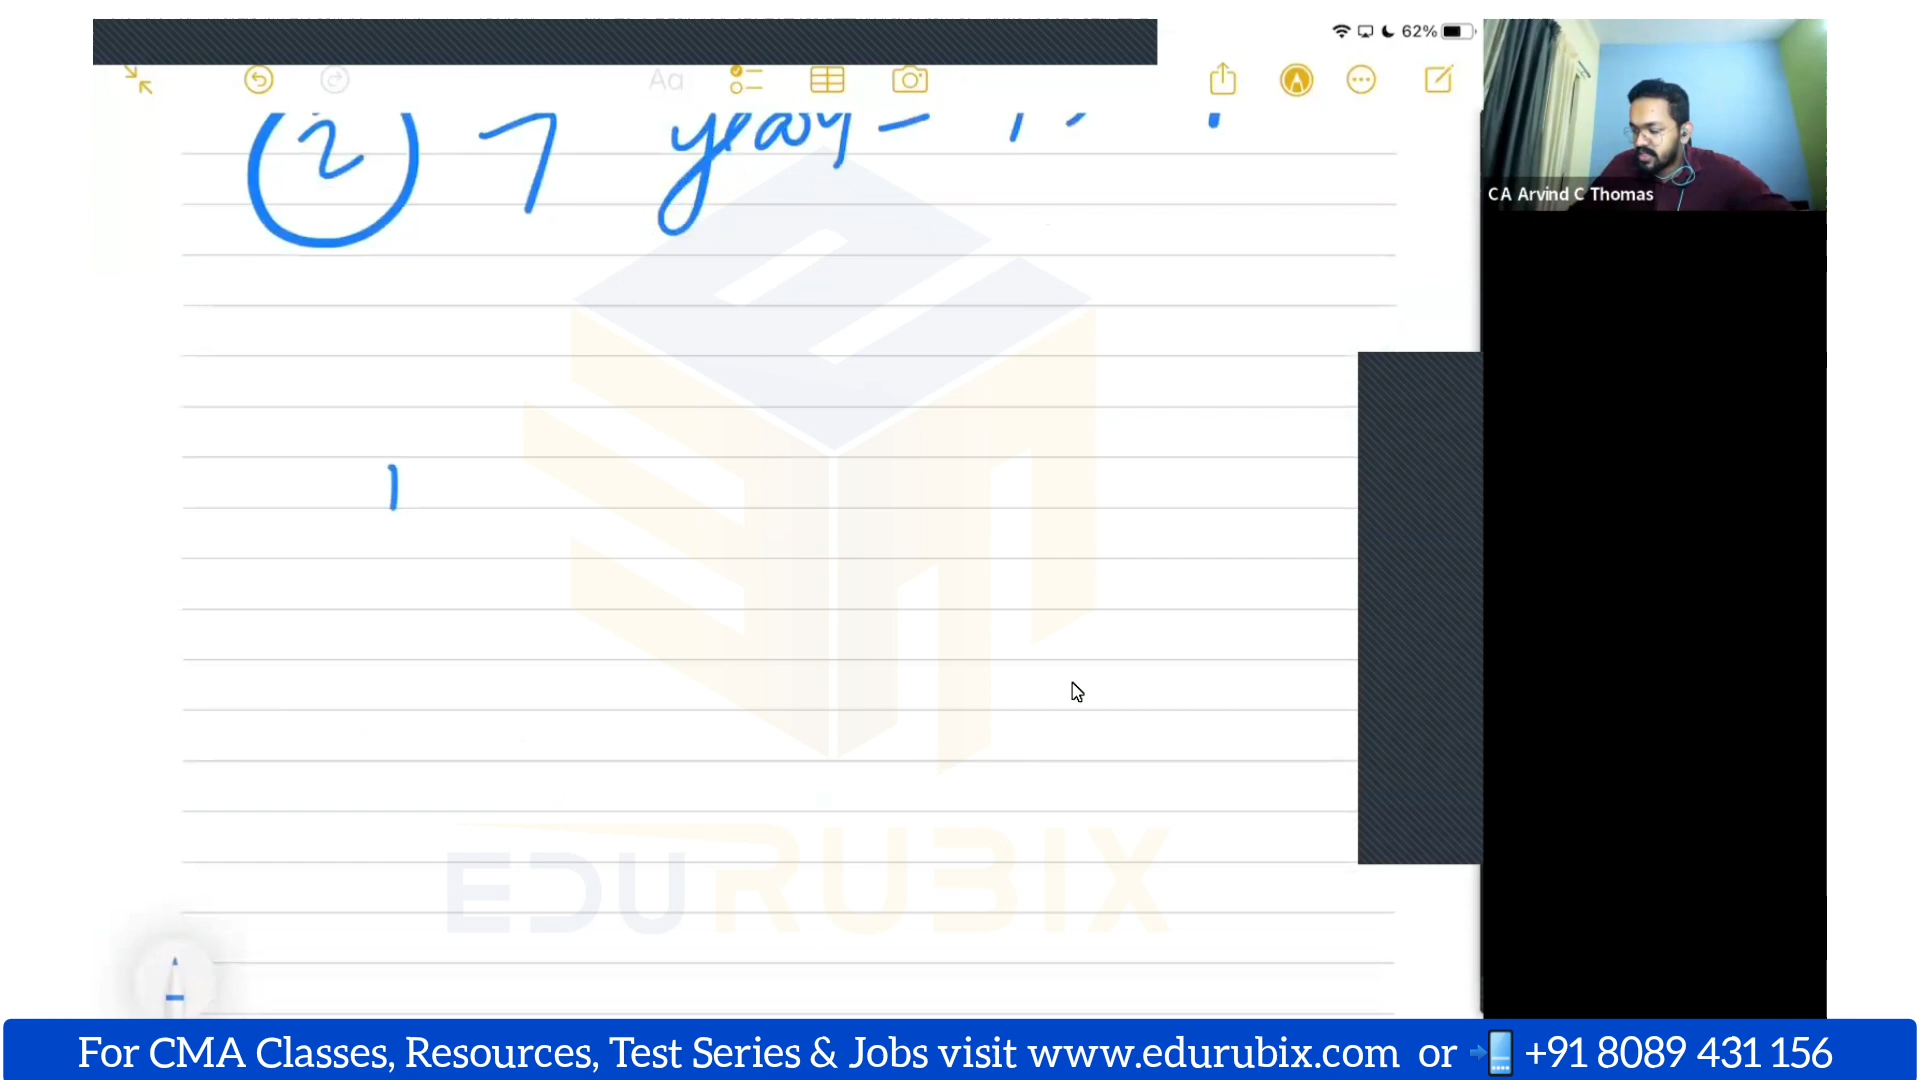 62%
Aa
② 7 years –
CA Arvind C Thomas
1
EDURUBIX
For CMA Classes, Resources, Test Series & Jobs visit www.edurubix.com or +91 8089 431 156